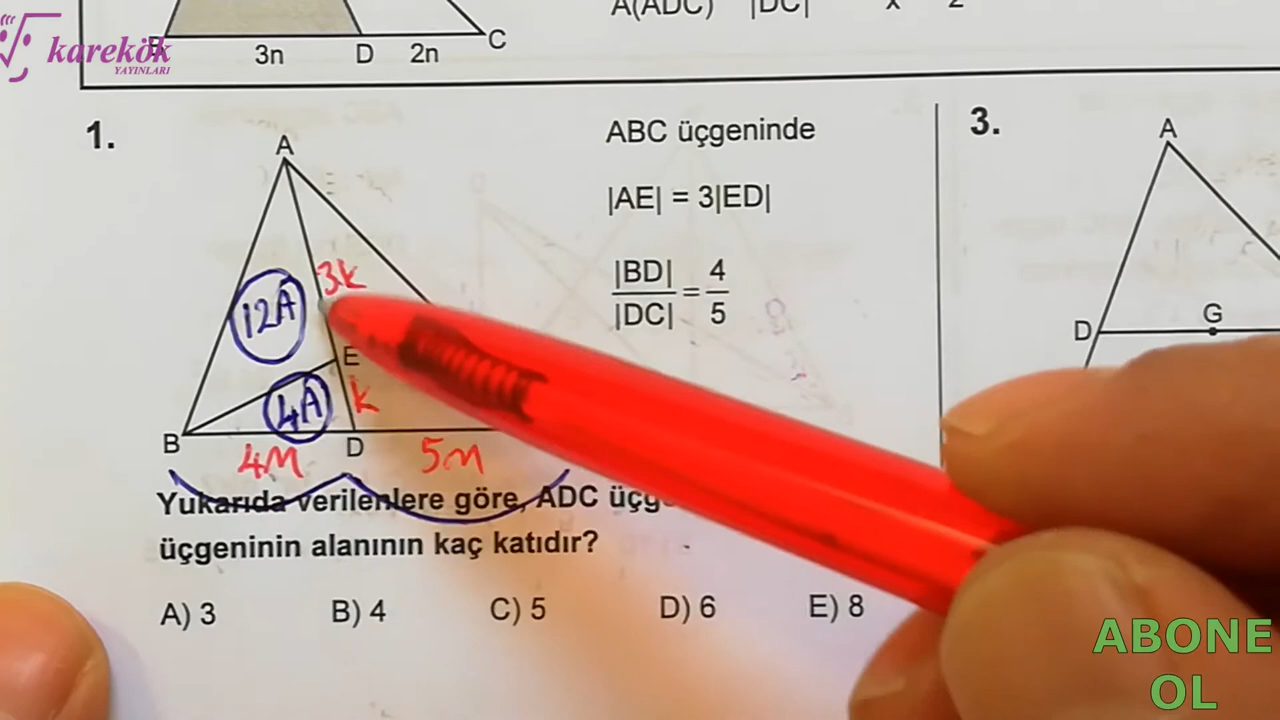 A(ADC) |DC| x 2
B 3n D 2n C
karekök
YAYINLARI
1.
A
12A
3k
E
4A
k
B
D
4m
5m
ABC üçgeninde
|AE| = 3|ED|
|BD|
|DC|
=
4
5
Yukarıda verilenlere göre, ADC
üçgeninin alanının kaç katıdır?
A) 3 B) 4 C) 5 D) 6 E) 8
3.
A
D
G
ABONE
OL